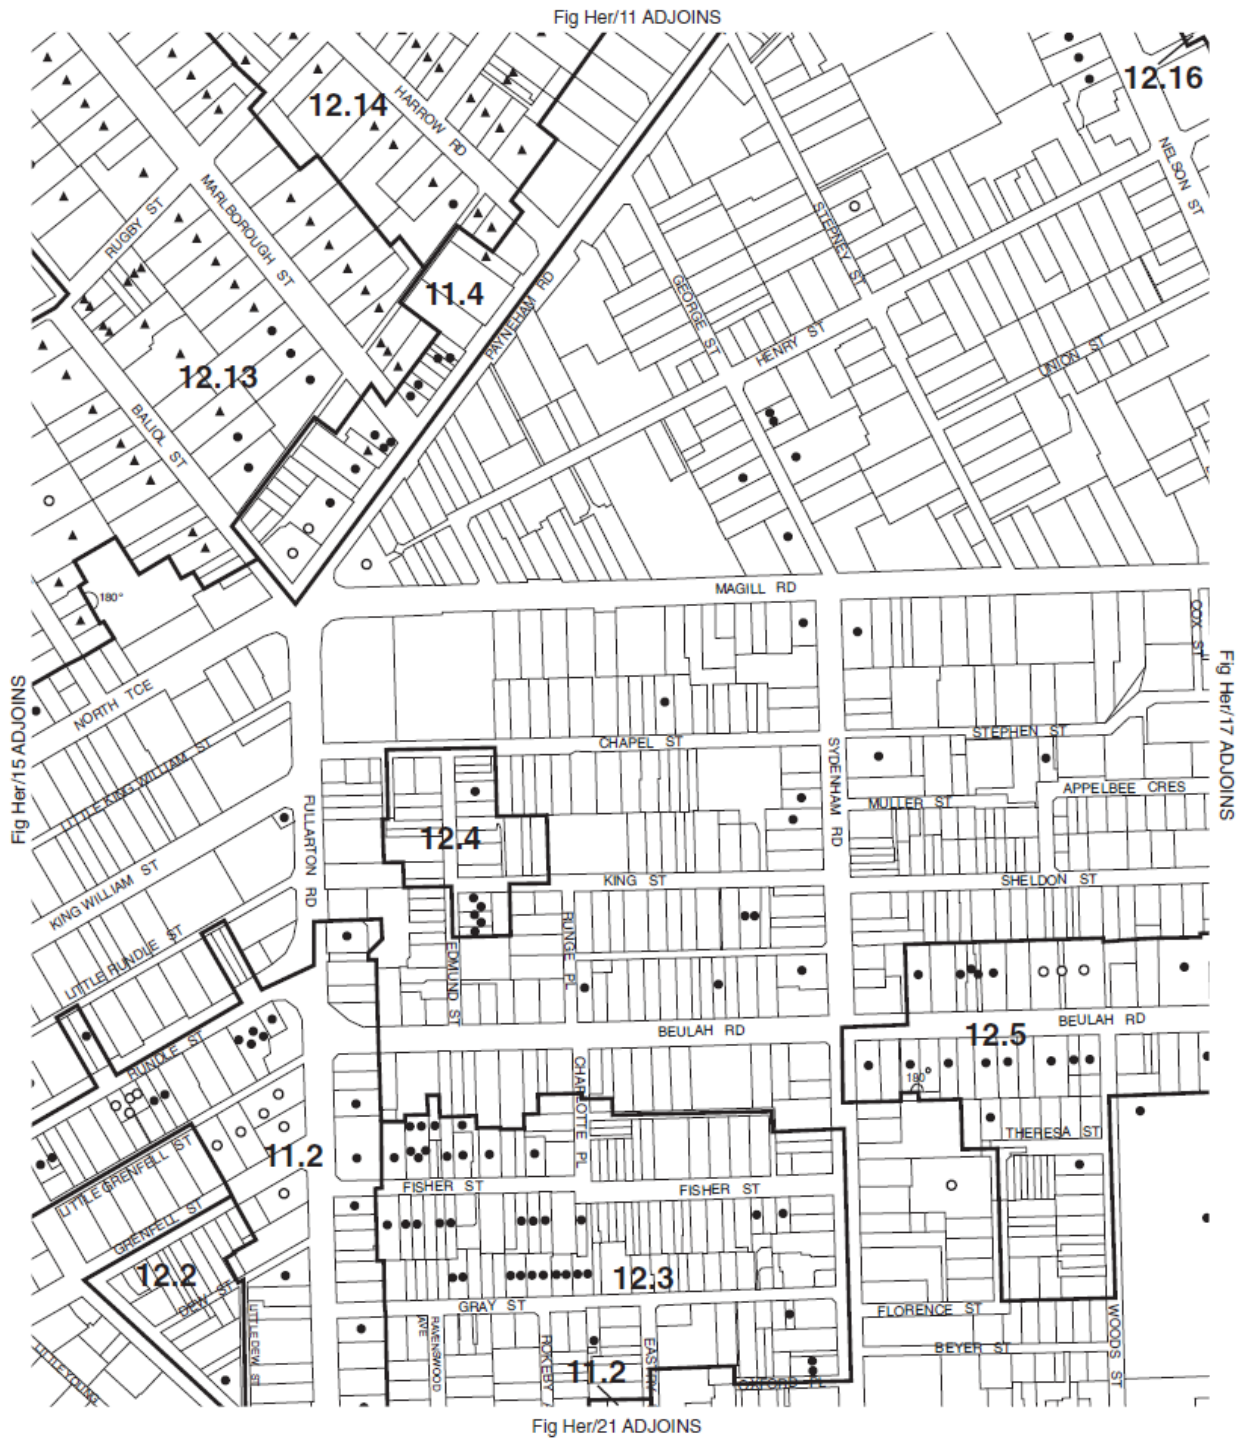 Fig Her/11 ADJOINS
12.16
12.14
HARROW RD
NELSON ST
MARLBOROUGH ST
RUGBY ST
STEPNEY ST
11.4
PAYNEHAM RD
GEORGE ST
HENRY ST
UNION ST
12.13
BALIOL ST
MAGILL RD
180°
COX ST
Fig Her/15 ADJOINS
Fig Her/17 ADJOINS
NORTH TCE
STEPHEN ST
CHAPEL ST
LITTLE KING WILLIAM ST
SYDENHAM RD
APPELBEE CRES
MULLER ST
FULLARTON RD
12.4
KING ST
SHELDON ST
KING WILLIAM ST
RUNGE PL
LITTLE RUNDLE ST
EDMUND ST
BEULAH RD
BEULAH RD
12.5
RUNDLE ST
CHARLOTTE PL
180°
THERESA ST
11.2
LITTLE GRENFELL ST
FISHER ST
FISHER ST
GRENFELL ST
12.2
12.3
DEW ST
GRAY ST
FLORENCE ST
LITTLE DEW ST
RAVENSWOOD
AVE
ROKEBY
EASTRY
BEYER ST
WOODS ST
LITTLE YOUNG
11.2
OXFORD PL
Fig Her/21 ADJOINS